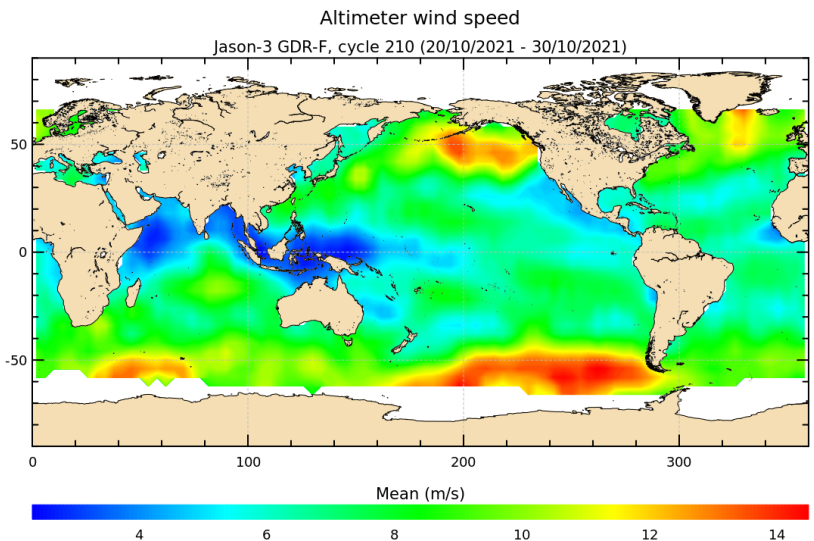 Altimeter wind speed
Jason-3 GDR-F, cycle 210 (20/10/2021 - 30/10/2021)
50
0
-50
0 100 200 300
Mean (m/s)
4 6 8 10 12 14